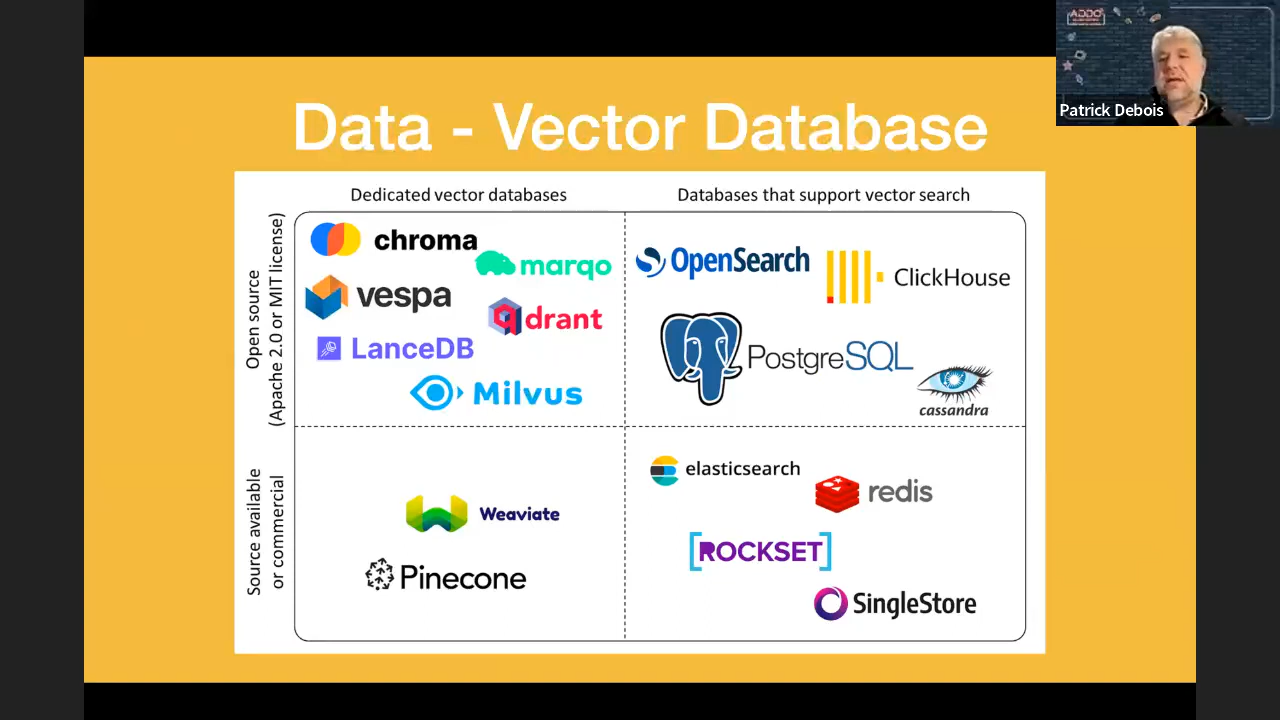 ADDO
Patrick Debois
Data - Vector Database
Dedicated vector databases
Databases that support vector search
Open source
(Apache 2.0 or MIT license)
chroma
marqo
vespa
qdrant
LanceDB
Milvus
OpenSearch
ClickHouse
PostgreSQL
cassandra
Source available
or commercial
Weaviate
Pinecone
elasticsearch
redis
ROCKSET
SingleStore